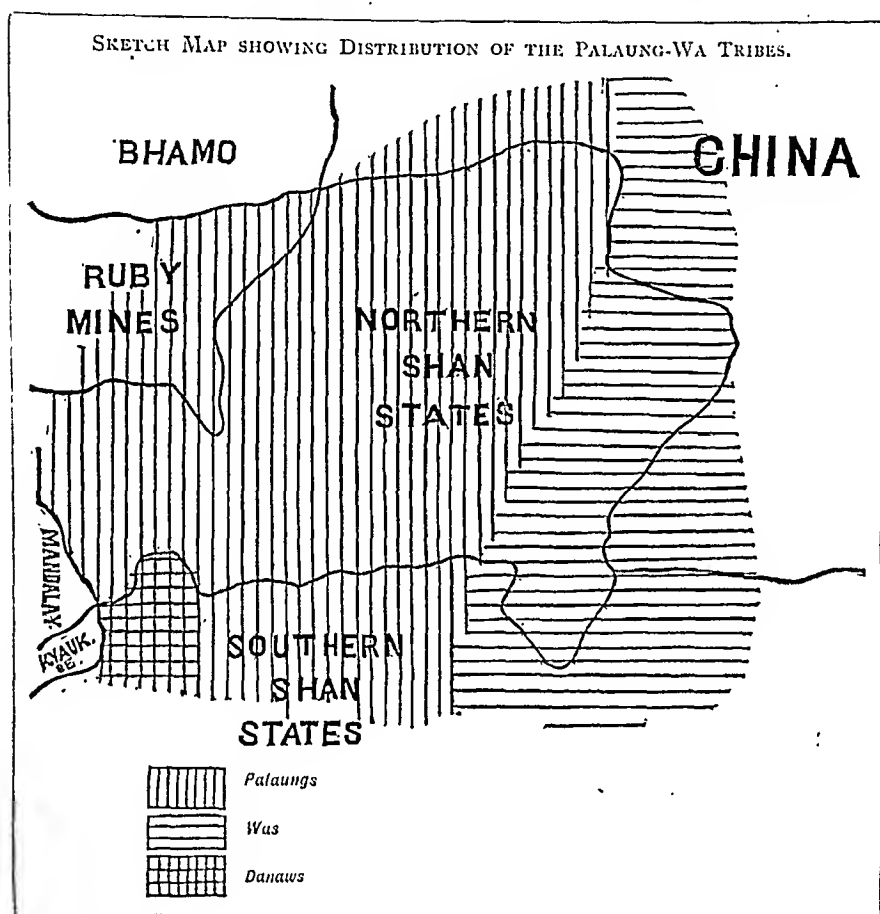 SKETCH MAP SHOWING DISTRIBUTION OF THE PALAUNG-WA TRIBES.
BHAMO
CHINA
RUBY
MINES
NORTHERN
SHAN
STATES
MANDALAY.
KYAUK.
SE.
SOUTHERN
SHAN
STATES
Palaungs
Was
Danaws